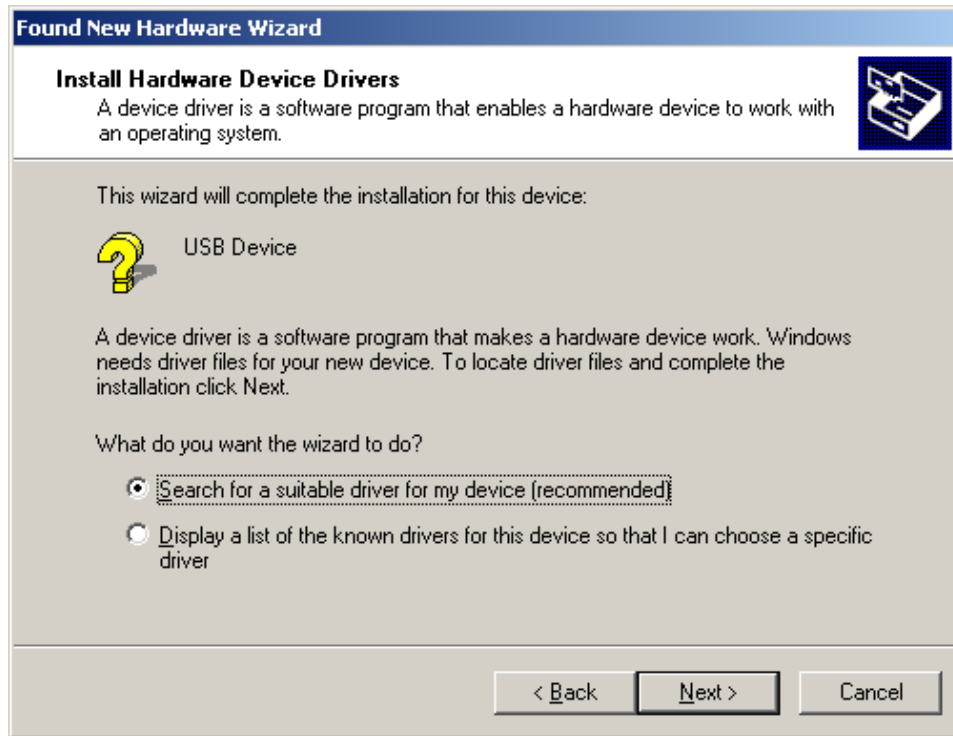 Found New Hardware Wizard
Install Hardware Device Drivers
A device driver is a software program that enables a hardware device to work with
an operating system.
This wizard will complete the installation for this device:
USB Device
A device driver is a software program that makes a hardware device work. Windows
needs driver files for your new device. To locate driver files and complete the
installation click Next.
What do you want the wizard to do?
Search for a suitable driver for my device (recommended)
Display a list of the known drivers for this device so that I can choose a specific
driver
< Back Next > Cancel